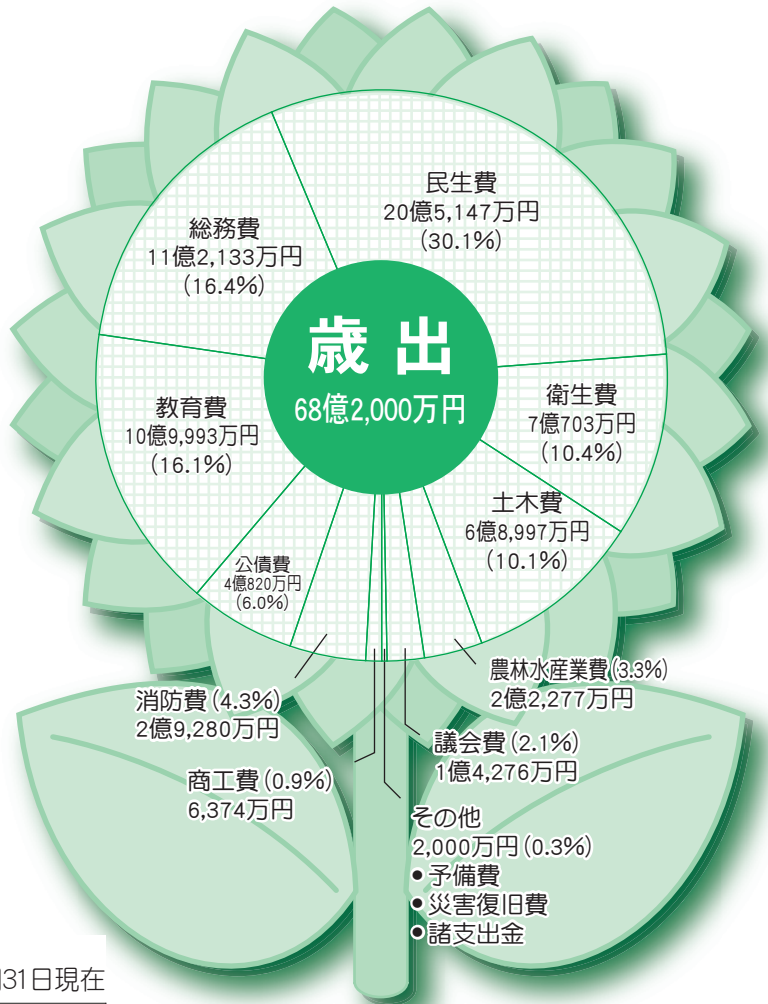 民生費
20億5,147万円
(30.1%)
総務費
11億2,133万円
(16.4%)
歳出
68億2,000万円
衛生費
7億703万円
(10.4%)
教育費
10億9,993万円
(16.1%)
土木費
6億8,997万円
(10.1%)
公債費
4億820万円
(6.0%)
農林水産業費(3.3%)
2億2,277万円
消防費(4.3%)
2億9,280万円
議会費(2.1%)
1億4,276万円
商工費(0.9%)
6,374万円
その他
2,000万円(0.3%)
•予備費
•災害復旧費
•諸支出金
31日現在